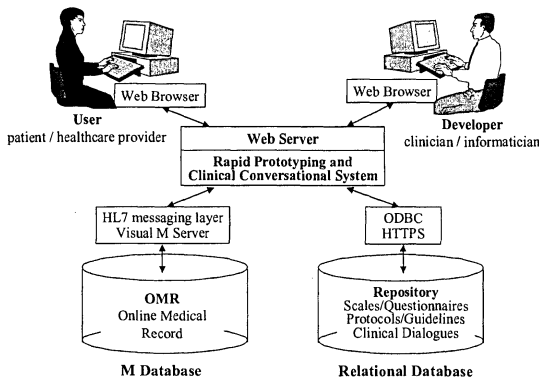 Web Browser
User
patient / healthcare provider
Web Browser
Developer
clinician / informatician
Web Server
Rapid Prototyping and
Clinical Conversational System
HL7 messaging layer
Visual M Server
ODBC
HTTPS
OMR
Online Medical
Record
Repository
Scales/Questionnaires
Protocols/Guidelines
Clinical Dialogues
M Database
Relational Database